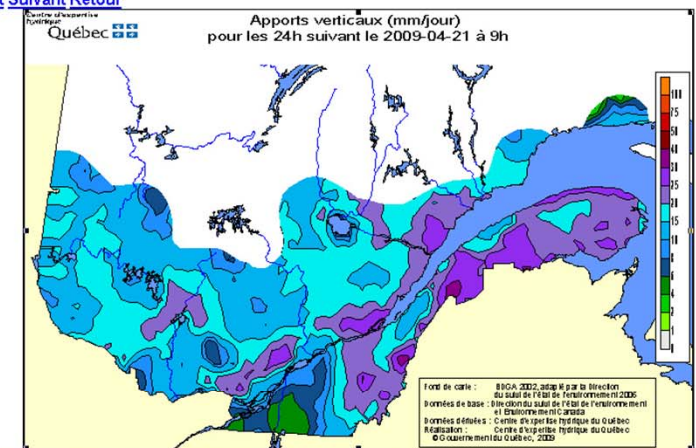 t Suivant Retour
Centre d'expertise
hydrique
Québec
Apports verticaux (mm/jour)
pour les 24h suivant le 2009-04-21 à 9h
75
50
40
30
25
20
15
10
8
6
4
2
1
0
Fond de carte : BDGA 2002, adapté par la Direction
du suivi de l'état de l'environnement 2006
Données de base : Direction du suivi de l'état de l'environnement
et Environnement Canada
Données dérivées : Centre d'expertise hydrique du Québec
Réalisation : Centre d'expertise hydrique du Québec
© Gouvernement du Québec, 2009